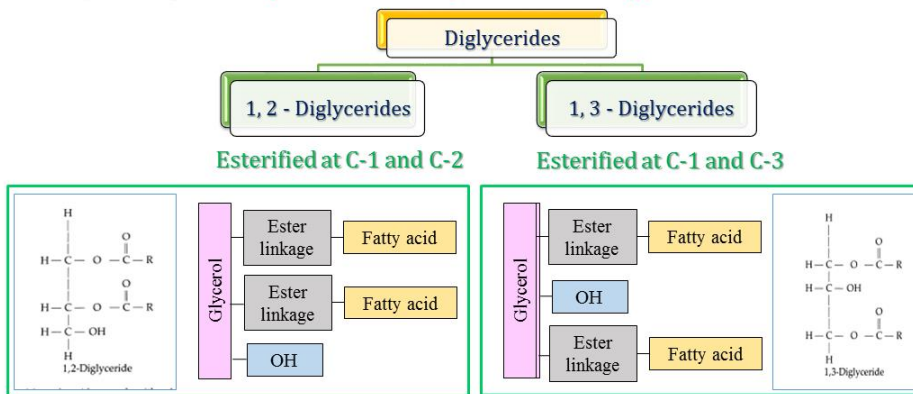 Diglycerides
1, 2 - Diglycerides
1, 3 - Diglycerides
Esterified at C-1 and C-2
Esterified at C-1 and C-3
H
O
H – C – O – C – R
O
H – C – O – C – R
H – C – OH
H
1,2-Diglyceride
Glycerol
Ester
linkage
Fatty acid
Ester
linkage
Fatty acid
OH
Glycerol
Ester
linkage
Fatty acid
OH
Ester
linkage
Fatty acid
H
O
H – C – O – C – R
H – C – OH
O
H – C – O – C – R
H
1,3-Diglyceride